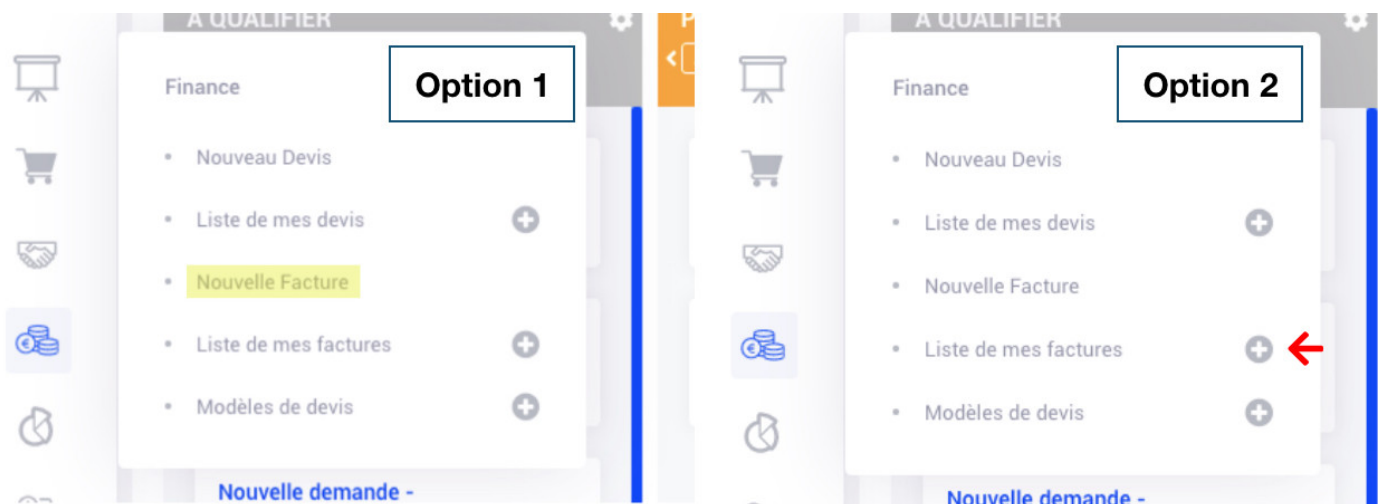 A QUALIFIER
Finance
Option 1
Nouveau Devis
Liste de mes devis
Nouvelle Facture
Liste de mes factures
Modèles de devis
Nouvelle demande -
P
A QUALIFIER
Finance
Option 2
Nouveau Devis
Liste de mes devis
Nouvelle Facture
Liste de mes factures
Modèles de devis
Nouvelle demande -